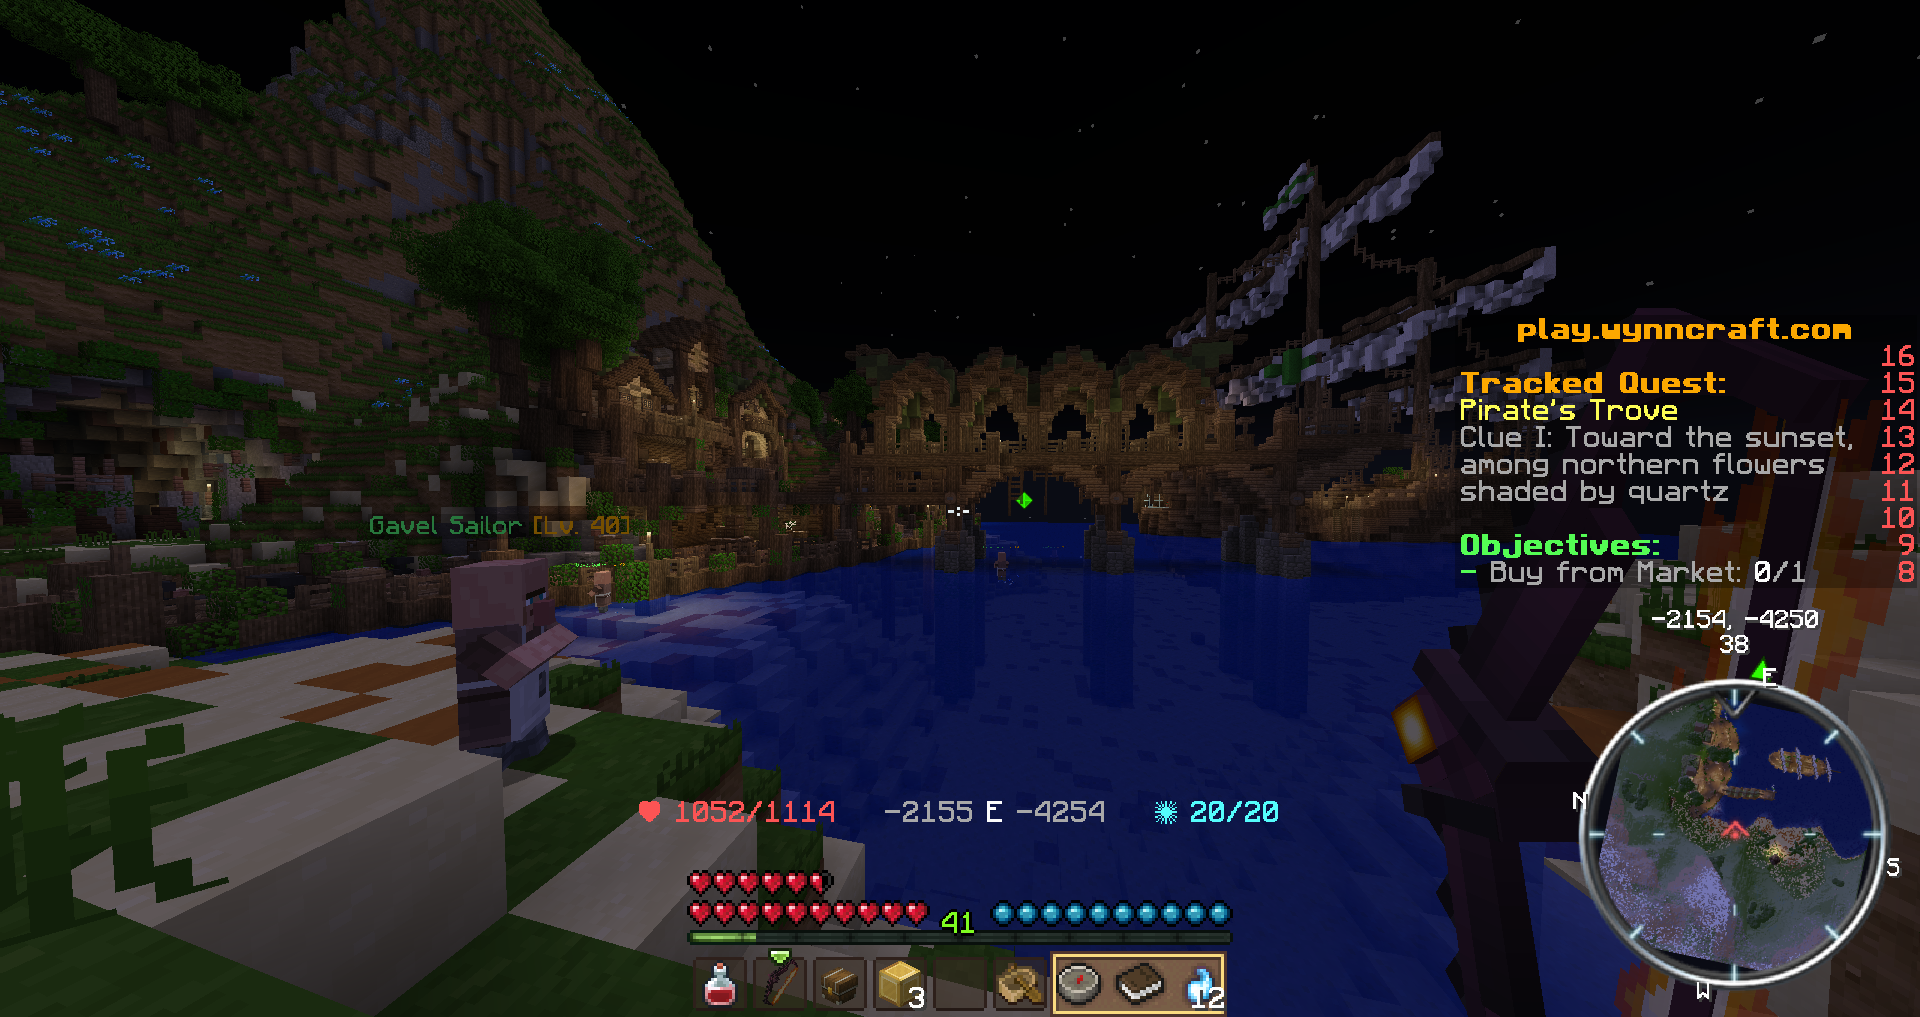 play.wynncraft.com
16
Tracked Quest: 15
Pirate's Trove 14
Clue I: Toward the sunset, 13
among northern flowers 12
shaded by quartz 11
10
Objectives: 9
- Buy from Market: 0/1 8
Gavel Sailor [Lv. 40]
-2154, -4250
38
E
N
S
W
1052/1114 -2155 E -4254 20/20
41
3
12